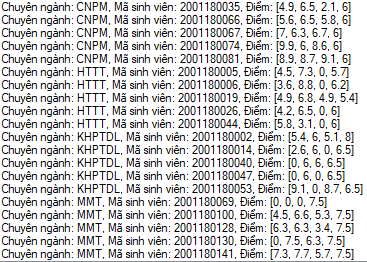 Chuyên ngành: CNPM, Mã sinh viên: 2001180035, Điểm: [4.9, 6.5, 2.1, 6]
Chuyên ngành: CNPM, Mã sinh viên: 2001180066, Điểm: [5.6, 6.5, 5.8, 6]
Chuyên ngành: CNPM, Mã sinh viên: 2001180067, Điểm: [7, 6.3, 6.7, 6]
Chuyên ngành: CNPM, Mã sinh viên: 2001180074, Điểm: [9.9, 6, 8.6, 6]
Chuyên ngành: CNPM, Mã sinh viên: 2001180081, Điểm: [8.9, 8.7, 9.1, 6]
Chuyên ngành: HTTT, Mã sinh viên: 2001180005, Điểm: [4.5, 7.3, 0, 5.7]
Chuyên ngành: HTTT, Mã sinh viên: 2001180006, Điểm: [3.6, 8.8, 0, 6.2]
Chuyên ngành: HTTT, Mã sinh viên: 2001180019, Điểm: [4.9, 6.8, 4.9, 5.4]
Chuyên ngành: HTTT, Mã sinh viên: 2001180026, Điểm: [4.2, 6.5, 0, 6]
Chuyên ngành: HTTT, Mã sinh viên: 2001180044, Điểm: [5.8, 3.1, 0, 6]
Chuyên ngành: KHPTDL, Mã sinh viên: 2001180002, Điểm: [5.4, 6, 5.1, 8]
Chuyên ngành: KHPTDL, Mã sinh viên: 2001180014, Điểm: [2.6, 6, 0, 6.5]
Chuyên ngành: KHPTDL, Mã sinh viên: 2001180040, Điểm: [0, 6, 6, 6.5]
Chuyên ngành: KHPTDL, Mã sinh viên: 2001180047, Điểm: [0, 6, 0, 6.5]
Chuyên ngành: KHPTDL, Mã sinh viên: 2001180053, Điểm: [9.1, 0, 8.7, 6.5]
Chuyên ngành: MMT, Mã sinh viên: 2001180069, Điểm: [0, 0, 0, 7.5]
Chuyên ngành: MMT, Mã sinh viên: 2001180100, Điểm: [4.5, 6.6, 5.3, 7.5]
Chuyên ngành: MMT, Mã sinh viên: 2001180128, Điểm: [6.3, 6.3, 3.4, 7.5]
Chuyên ngành: MMT, Mã sinh viên: 2001180130, Điểm: [0, 7.5, 6.3, 7.5]
Chuyên ngành: MMT, Mã sinh viên: 2001180141, Điểm: [7.3, 7.7, 5.7, 7.5]